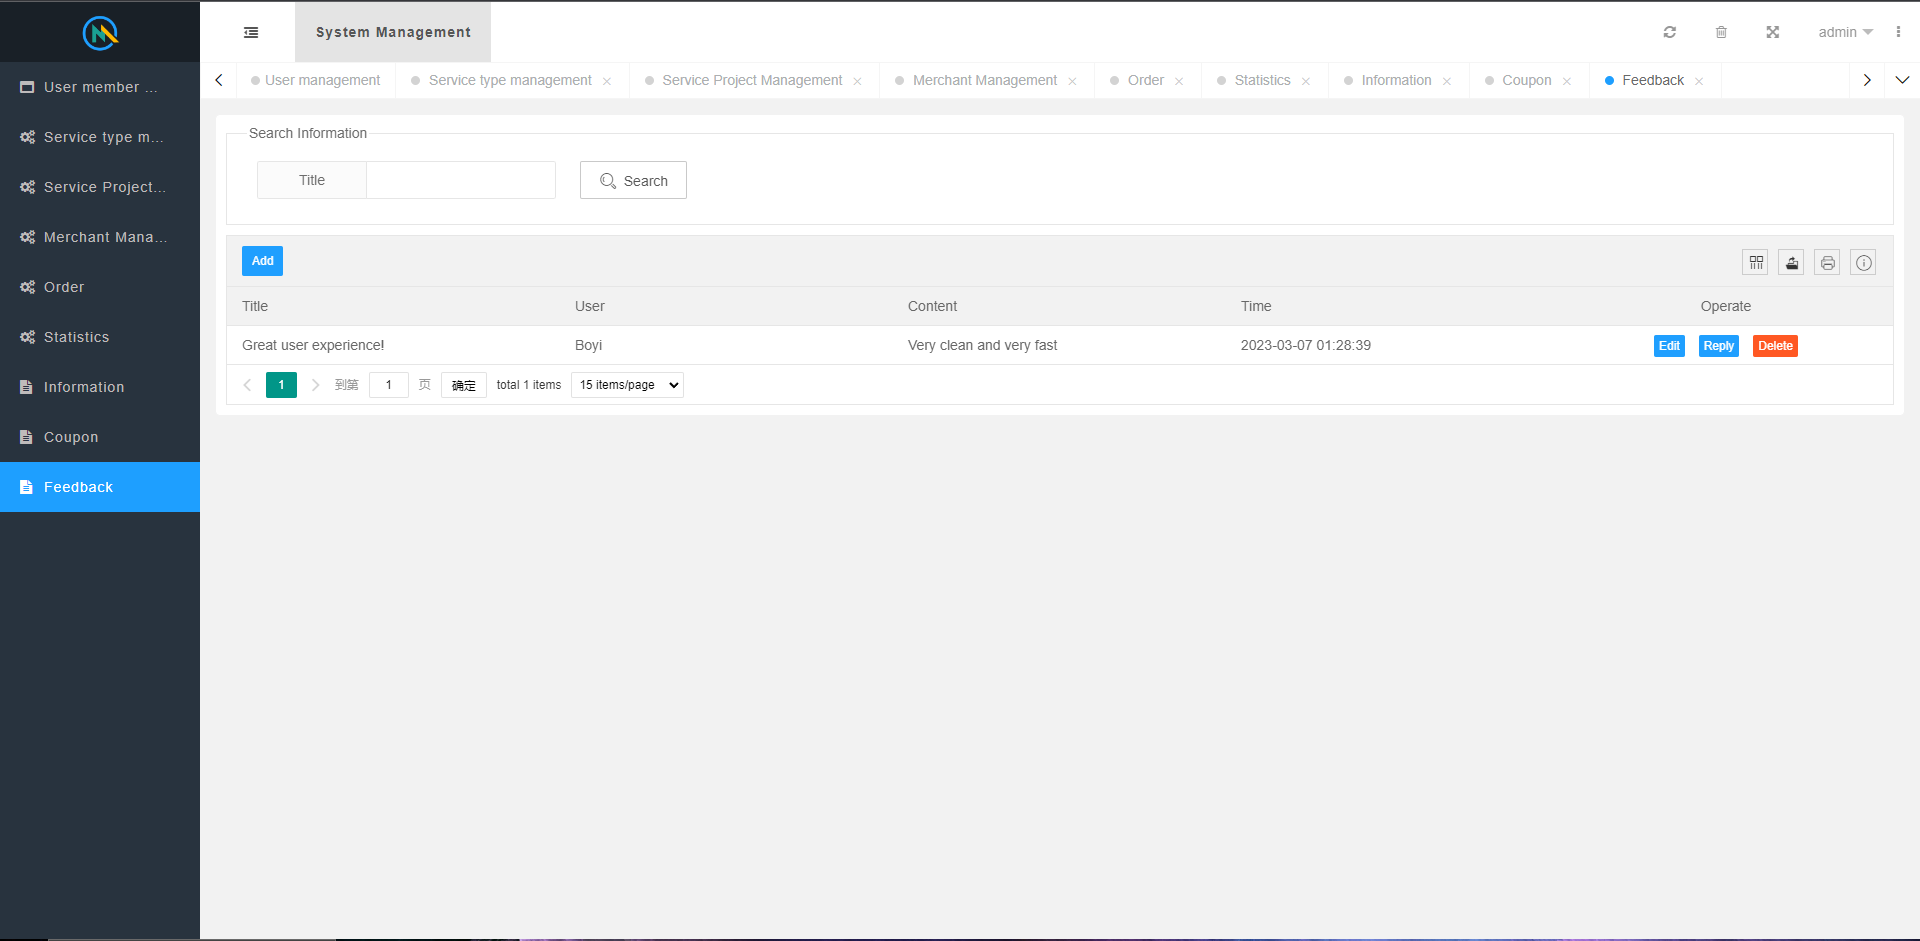 System Management
admin
User member ...
Service type m...
Service Project...
Merchant Mana...
Order
Statistics
Information
Coupon
Feedback
User management
Service type management
Service Project Management
Merchant Management
Order
Statistics
Information
Coupon
Feedback
Search Information
Title
Search
Add
Title User Content Time Operate
Great user experience! Boyi Very clean and very fast 2023-03-07 01:28:39 Edit Reply Delete
1 到第 1 页 确定 total 1 items 15 items/page